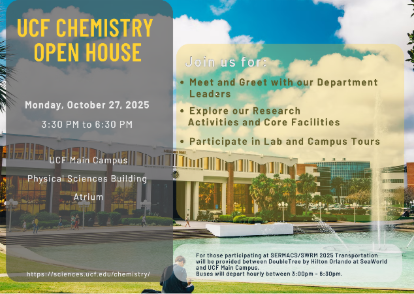 UCF CHEMISTRY
OPEN HOUSE
Monday, October 27, 2025
3:30 PM to 6:30 PM
UCF Main Campus
Physical Sciences Building
Atrium
https://sciences.ucf.edu/chemistry/
Join us for:
• Meet and Greet with our Department
Leaders
• Explore our Research
Activities and Core Facilities
• Participate in Lab and Campus Tours
For those participating at SERMACS/SWRM 2025 Transportation
will be provided between DoubleTree by Hilton Orlando at SeaWorld
and UCF Main Campus.
Buses will depart hourly between 3:00pm - 8:30pm.